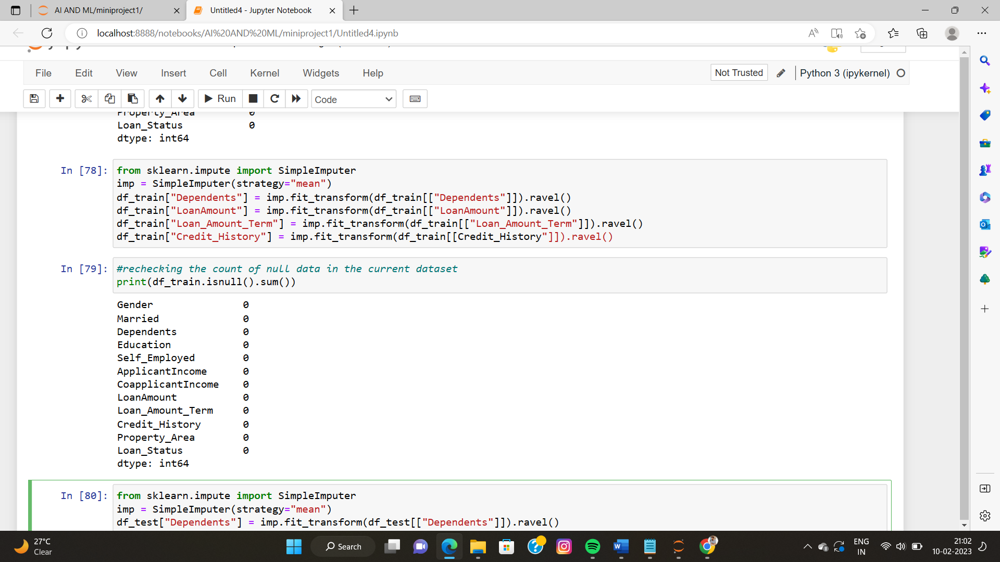 AI AND ML/miniproject1/
Untitled4 - Jupyter Notebook
localhost:8888/notebooks/AI%20AND%20ML/miniproject1/Untitled4.ipynb
File Edit View Insert Cell Kernel Widgets Help
Not Trusted
Python 3 (ipykernel)
Run
Code
Property_Area 0
Loan_Status 0
dtype: int64
In [78]:
from sklearn.impute import SimpleImputer
imp = SimpleImputer(strategy="mean")
df_train["Dependents"] = imp.fit_transform(df_train[["Dependents"]]).ravel()
df_train["LoanAmount"] = imp.fit_transform(df_train[["LoanAmount"]]).ravel()
df_train["Loan_Amount_Term"] = imp.fit_transform(df_train[["Loan_Amount_Term"]]).ravel()
df_train["Credit_History"] = imp.fit_transform(df_train[[Credit_History"]]).ravel()
In [79]:
#rechecking the count of null data in the current dataset
print(df_train.isnull().sum())
Gender 0
Married 0
Dependents 0
Education 0
Self_Employed 0
ApplicantIncome 0
CoapplicantIncome 0
LoanAmount 0
Loan_Amount_Term 0
Credit_History 0
Property_Area 0
Loan_Status 0
dtype: int64
In [80]:
from sklearn.impute import SimpleImputer
imp = SimpleImputer(strategy="mean")
df_test["Dependents"] = imp.fit_transform(df_test[["Dependents"]]).ravel()
27°C
Clear
Search
ENG
IN
21:02
10-02-2023